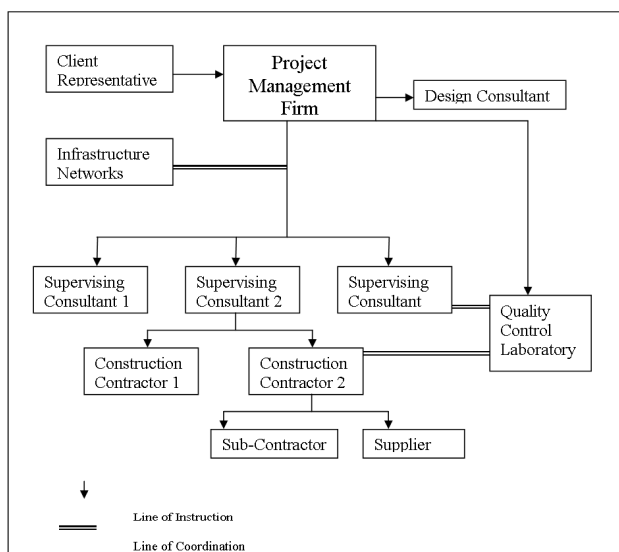 Client
Representative
Project
Management
Firm
Design Consultant
Infrastructure
Networks
Supervising
Consultant 1
Supervising
Consultant 2
Supervising
Consultant
Quality
Control
Laboratory
Construction
Contractor 1
Construction
Contractor 2
Sub-Contractor
Supplier
Line of Instruction
Line of Coordination